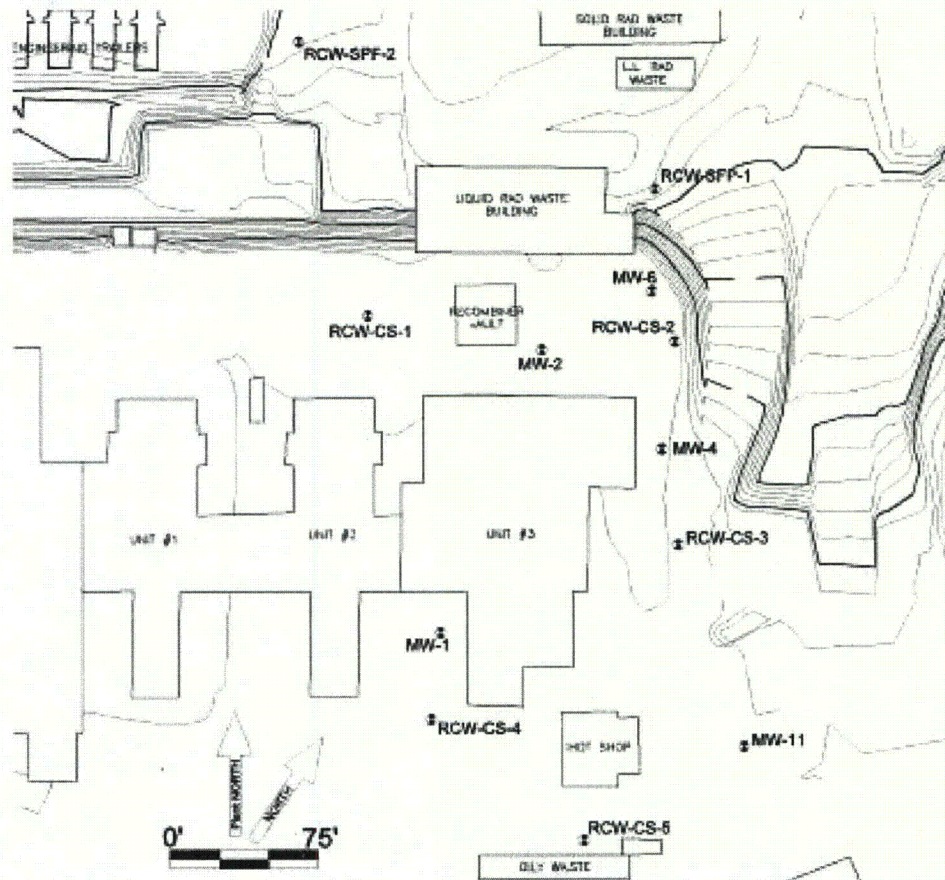 SOLID RAD WASTE
BUILDING
ENGINEERING TRAILERS
RCW-SPF-2
L.L. RAD
WASTE
RCW-SFP-1
LIQUID RAD WASTE
BUILDING
MW-6
RECOMBINER
VAULT
RCW-CS-1
RCW-CS-2
MW-2
MW-4
UNIT #1
UNIT #2
UNIT #3
RCW-CS-3
MW-1
RCW-CS-4
HOT SHOP
MW-11
Plant NORTH
NORTH
0' 75'
RCW-CS-5
OILY WASTE